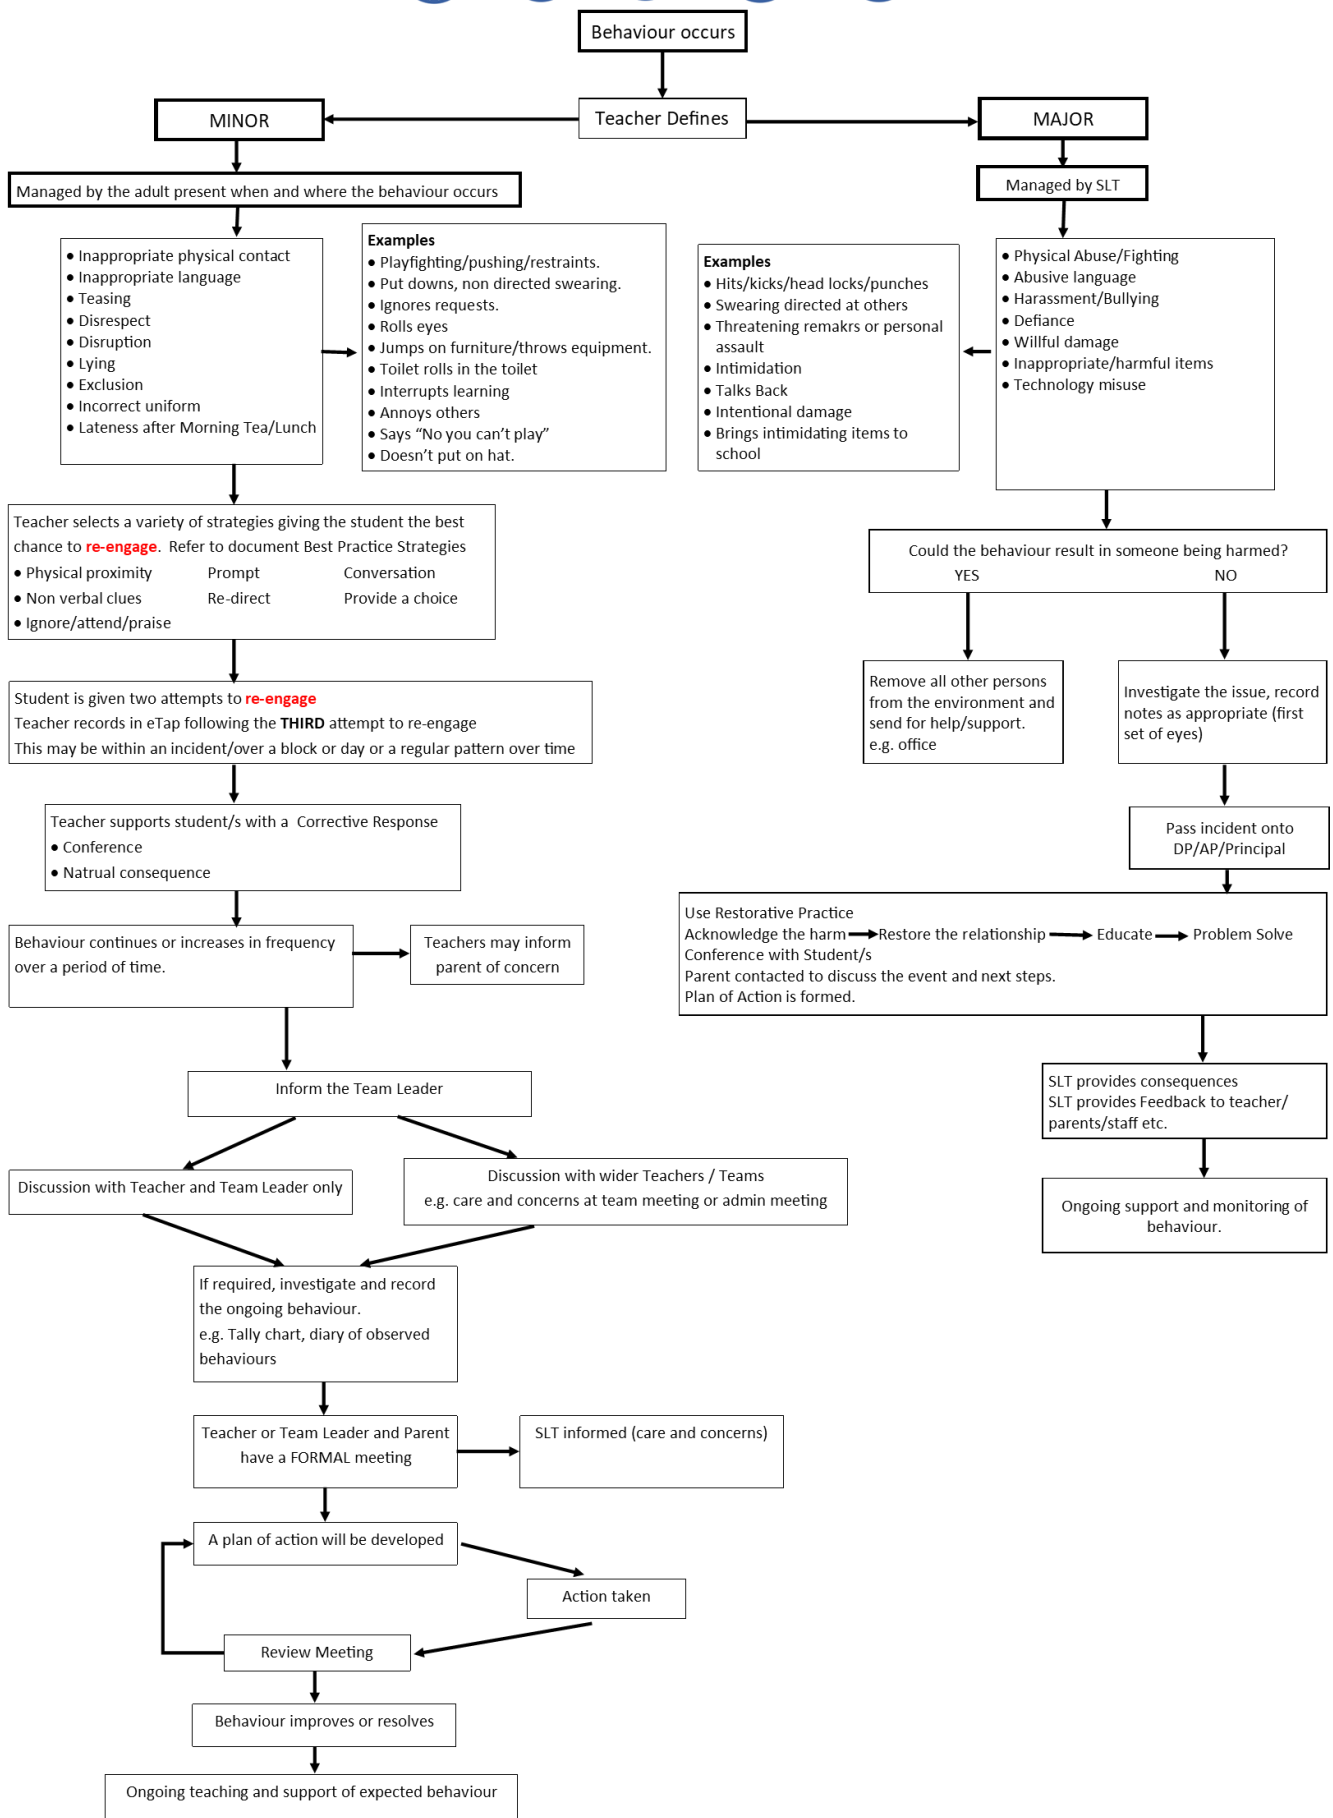 Behaviour occurs
Teacher Defines
MINOR
MAJOR
Managed by the adult present when and where the behaviour occurs
Managed by SLT
• Inappropriate physical contact
• Inappropriate language
• Teasing
• Disrespect
• Disruption
• Lying
• Exclusion
• Incorrect uniform
• Lateness after Morning Tea/Lunch
Examples
• Playfighting/pushing/restraints.
• Put downs, non directed swearing.
• Ignores requests.
• Rolls eyes
• Jumps on furniture/throws equipment.
• Toilet rolls in the toilet
• Interrupts learning
• Annoys others
• Says “No you can’t play”
• Doesn’t put on hat.
Examples
• Hits/kicks/head locks/punches
• Swearing directed at others
• Threatening remakrs or personal
assault
• Intimidation
• Talks Back
• Intentional damage
• Brings intimidating items to
school
• Physical Abuse/Fighting
• Abusive language
• Harassment/Bullying
• Defiance
• Willful damage
• Inappropriate/harmful items
• Technology misuse
Teacher selects a variety of strategies giving the student the best
chance to re-engage. Refer to document Best Practice Strategies
• Physical proximity Prompt Conversation
• Non verbal clues Re-direct Provide a choice
• Ignore/attend/praise
Student is given two attempts to re-engage
Teacher records in eTap following the THIRD attempt to re-engage
This may be within an incident/over a block or day or a regular pattern over time
Teacher supports student/s with a Corrective Response
• Conference
• Natrual consequence
Behaviour continues or increases in frequency
over a period of time.
Teachers may inform
parent of concern
Inform the Team Leader
Discussion with Teacher and Team Leader only
Discussion with wider Teachers / Teams
e.g. care and concerns at team meeting or admin meeting
If required, investigate and record
the ongoing behaviour.
e.g. Tally chart, diary of observed
behaviours
Teacher or Team Leader and Parent
have a FORMAL meeting
SLT informed (care and concerns)
A plan of action will be developed
Action taken
Review Meeting
Behaviour improves or resolves
Ongoing teaching and support of expected behaviour
Could the behaviour result in someone being harmed?
YES NO
Remove all other persons
from the environment and
send for help/support.
e.g. office
Investigate the issue, record
notes as appropriate (first
set of eyes)
Pass incident onto
DP/AP/Principal
Use Restorative Practice
Acknowledge the harm Restore the relationship Educate Problem Solve
Conference with Student/s
Parent contacted to discuss the event and next steps.
Plan of Action is formed.
SLT provides consequences
SLT provides Feedback to teacher/
parents/staff etc.
Ongoing support and monitoring of
behaviour.